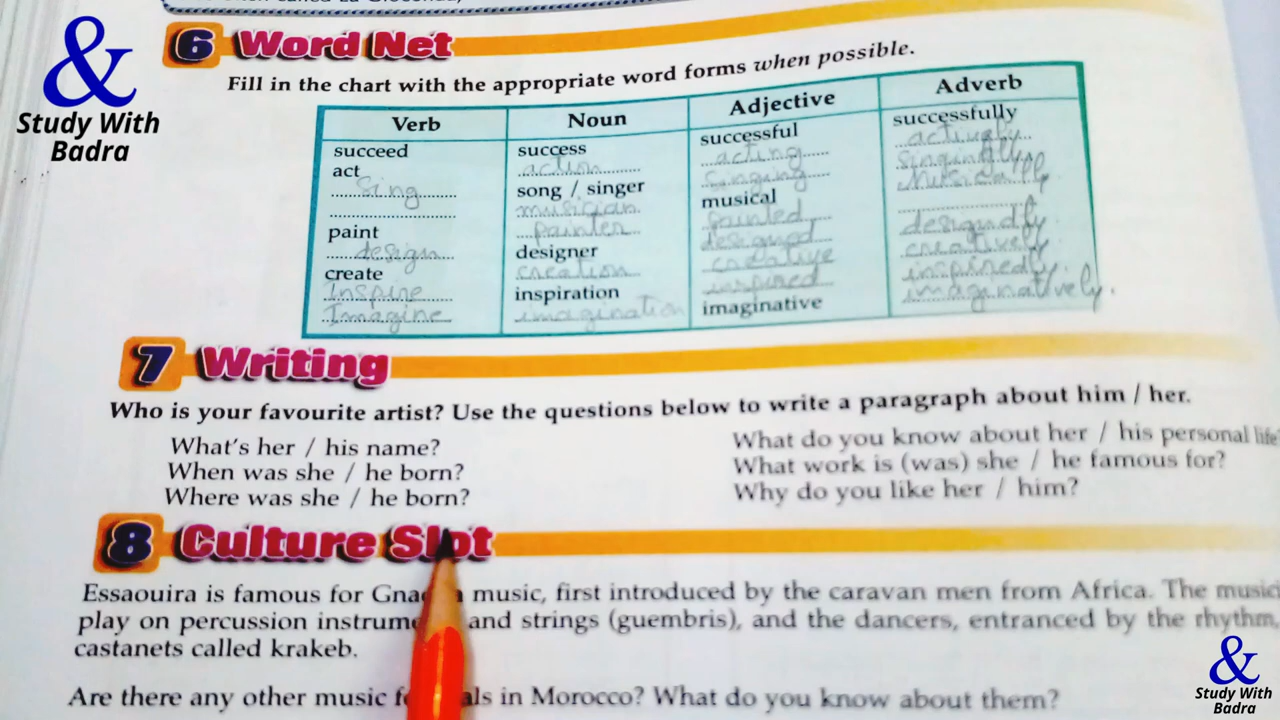 &
Study With
Badra
6 Word Net
Fill in the chart with the appropriate word forms when possible.
Verb Noun Adjective Adverb
succeed success successful successfully
act action acting actively
Sing song / singer Singing singingly
musician musical Musically
paint painter painted
design designer designed designedly
create creation creative creatively
Inspire inspiration inspired inspiredly
Imagine imagination imaginative imaginatively.
7 Writing
Who is your favourite artist? Use the questions below to write a paragraph about him / her.
What's her / his name? What do you know about her / his personal life
When was she / he born? What work is (was) she / he famous for?
Where was she / he born? Why do you like her / him?
8 Culture Slot
Essaouira is famous for music, first introduced by the caravan men from Africa. The music
play on percussion and strings (guembris), and the dancers, entranced by the rhythm,
castanets called krakeb.
Are there any other music in Morocco? What do you know about them?
&
Study With
Badra